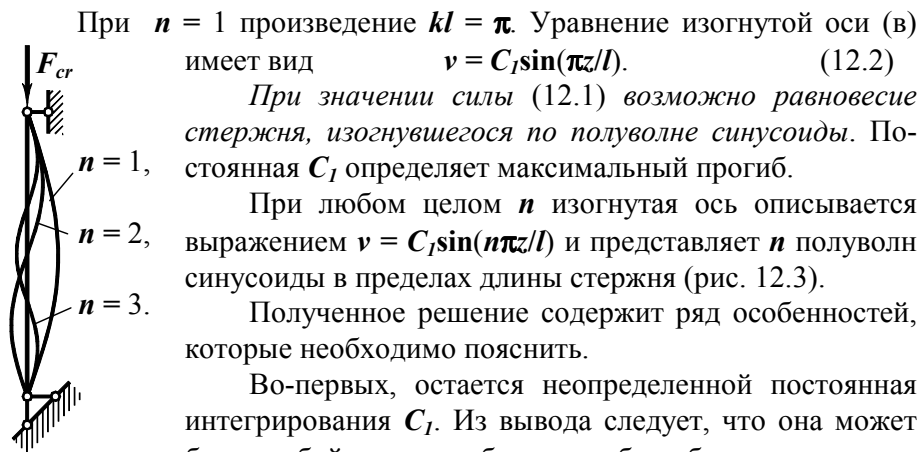 При n = 1 произведение kl = π. Уравнение изогнутой оси (в)
имеет вид v = C₁sin(πz/l). (12.2)
При значении силы (12.1) возможно равновесие
стержня, изогнувшегося по полуволне синусоиды. По-
стоянная C₁ определяет максимальный прогиб.
При любом целом n изогнутая ось описывается
выражением v = C₁sin(nπz/l) и представляет n полуволн
синусоиды в пределах длины стержня (рис. 12.3).
Полученное решение содержит ряд особенностей,
которые необходимо пояснить.
Во-первых, остается неопределенной постоянная
интегрирования C₁. Из вывода следует, что она может
F_cr
n = 1,
n = 2,
n = 3.